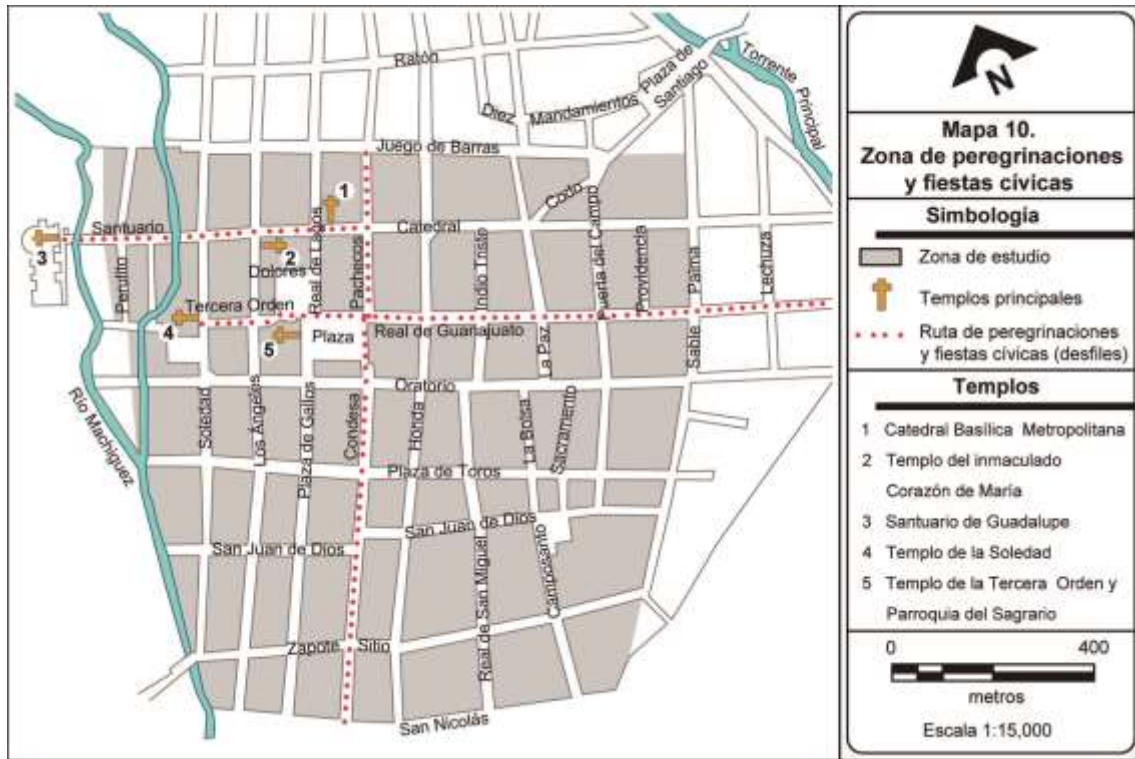 Ratón
Torrente
Principal
Plaza de
Santiago
Diez
Mandamientos
Juego de Barras
1
Codo
Santuario
Catedral
3
2
Real de Lagos
Pachecos
Perulito
Dolores
Indio Tristo
Puerta del Campo
Providencia
Palma
Lechuza
Tercera Orden
4
5
Plaza
Real de Guanajuato
La Paz
Sable
Oratorio
Río Machiguez
Soledad
Los Ángeles
Plaza de Gallos
Condesa
Honda
La Bolsa
Sacramento
Plaza de Toros
San Juan de Dios
San Juan de Dios
Real de San Miguel
Camposanto
Zapote
Sitio
San Nicolás
N
Mapa 10.
Zona de peregrinaciones
y fiestas cívicas
Simbologia
Zona de estudio
Templos principales
Ruta de peregrinaciones
y fiestas cívicas (desfiles)
Templos
1 Catedral Basílica Metropolitana
2 Templo del inmaculado
Corazón de María
3 Santuario de Guadalupe
4 Templo de la Soledad
5 Templo de la Tercera Orden y
Parroquia del Sagrario
0 400
metros
Escala 1:15,000